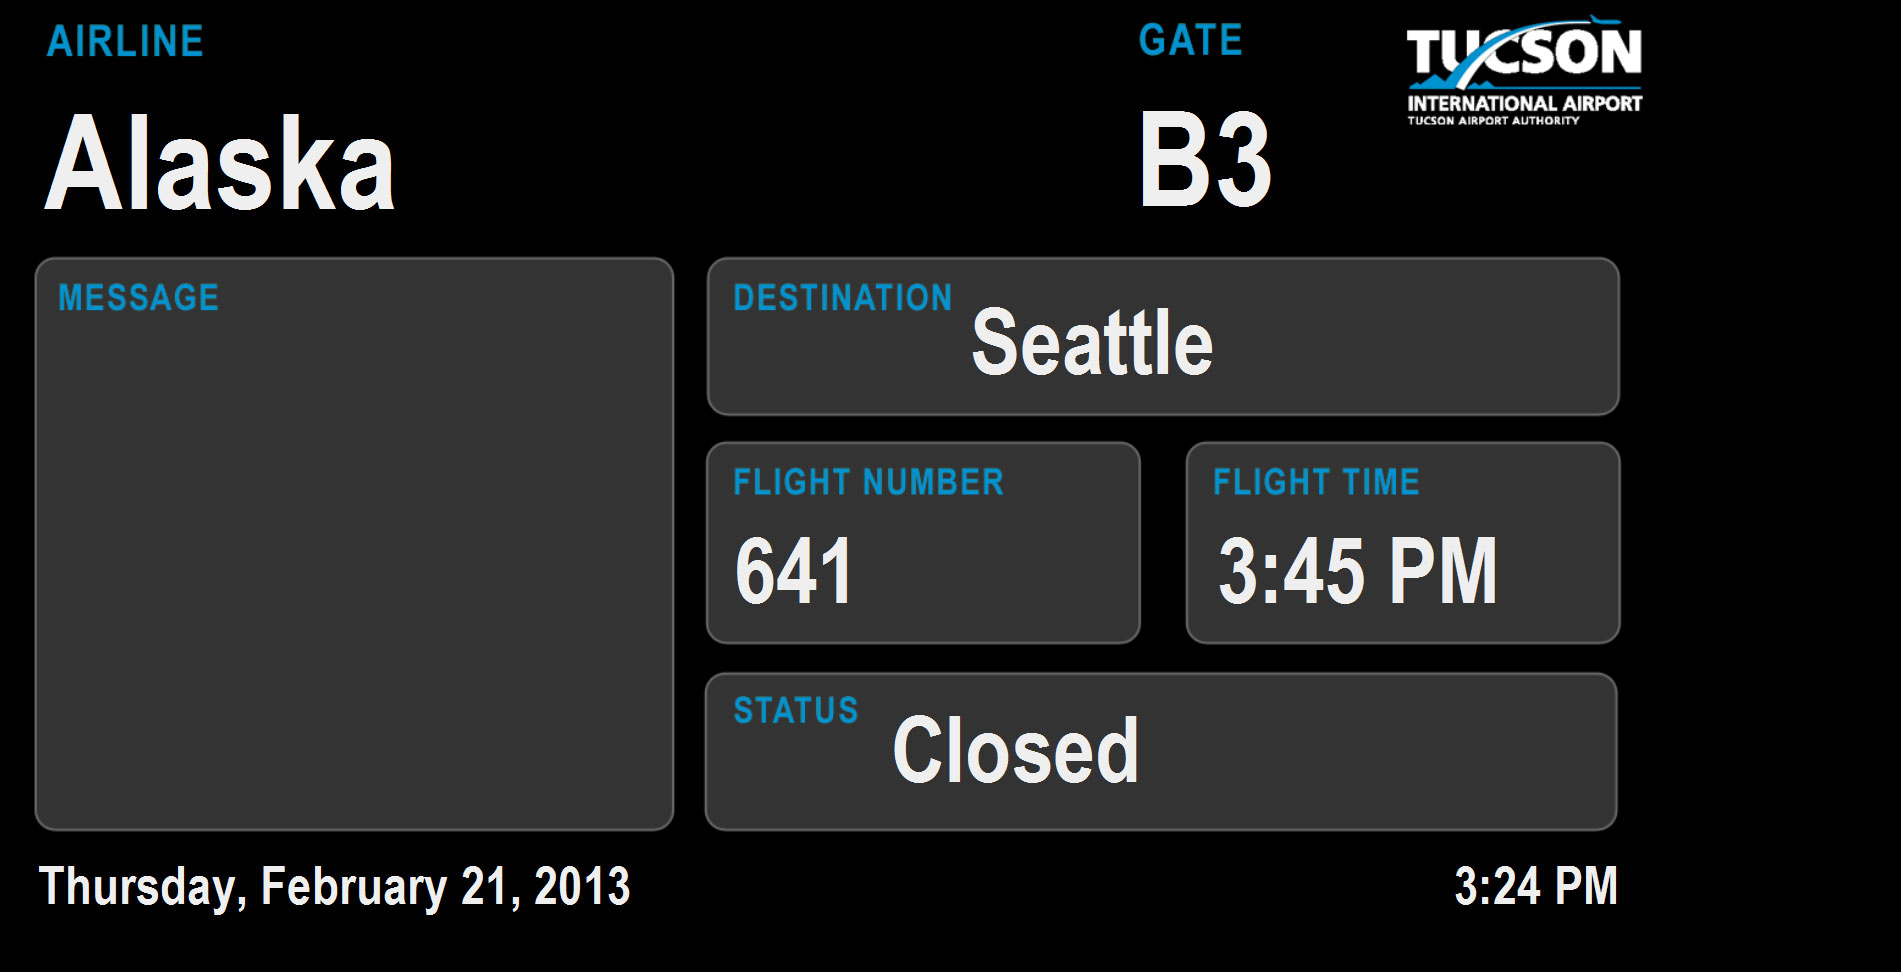 AIRLINE
GATE
TUCSON
INTERNATIONAL AIRPORT
TUCSON AIRPORT AUTHORITY
Alaska
B3
MESSAGE
DESTINATION
Seattle
FLIGHT NUMBER
641
FLIGHT TIME
3:45 PM
STATUS
Closed
Thursday, February 21, 2013
3:24 PM